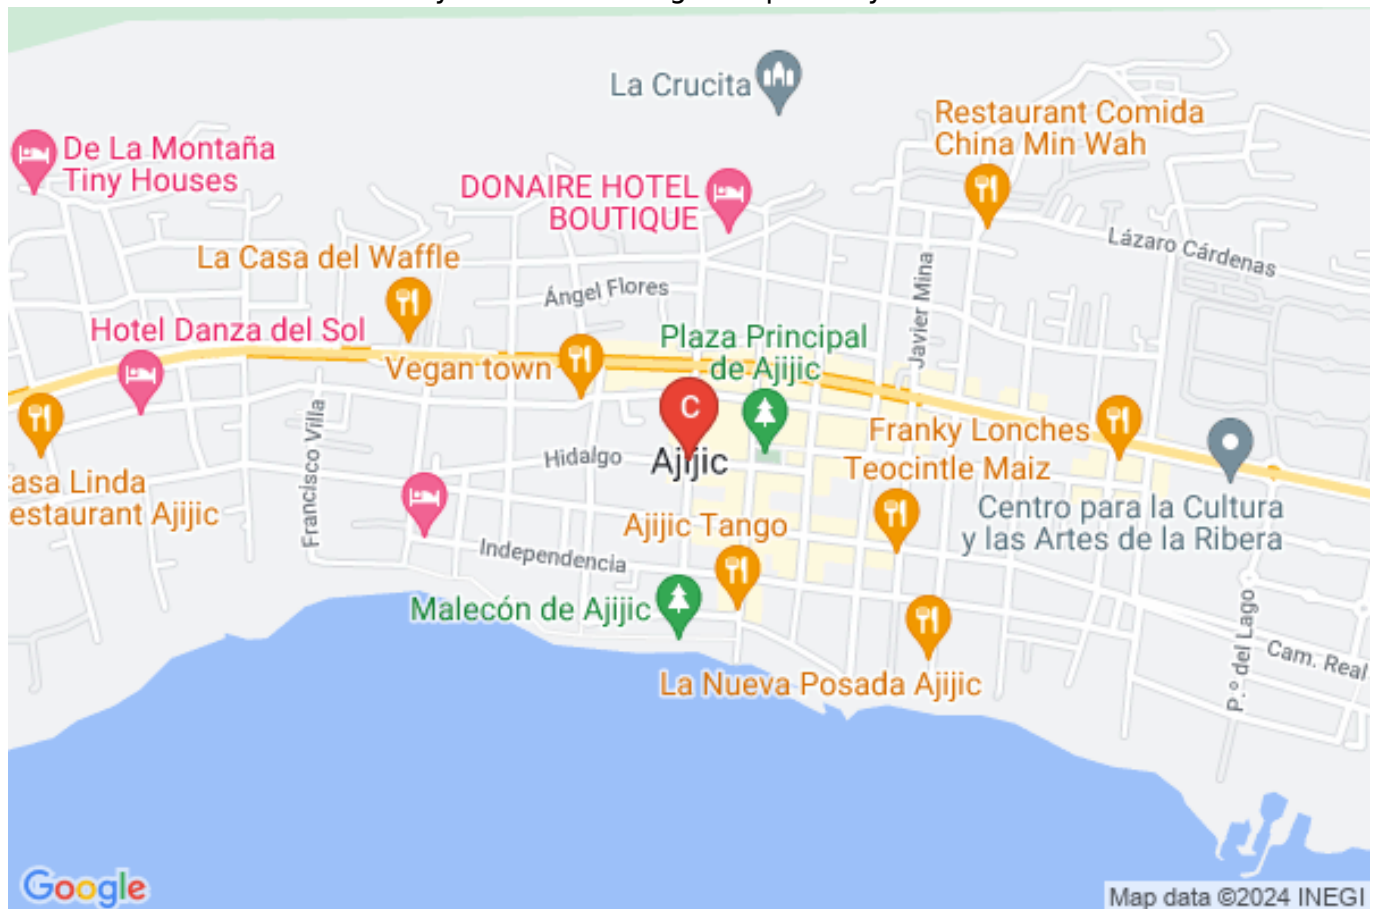 La Crucita
Restaurant Comida
China Min Wah
De La Montaña
Tiny Houses
DONAIRE HOTEL
BOUTIQUE
Lázaro Cárdenas
La Casa del Waffle
Ángel Flores
Javier Mina
Hotel Danza del Sol
Plaza Principal
de Ajijic
Vegan town
C
Franky Lonches
Francisco Villa
Hidalgo
Ajijic
Teocintle Maiz
asa Linda
estaurant Ajijic
Centro para la Cultura
y las Artes de la Ribera
Ajijic Tango
Independencia
Malecón de Ajijic
P.º del Lago
Cam. Real
La Nueva Posada Ajijic
Google
Map data ©2024 INEGI